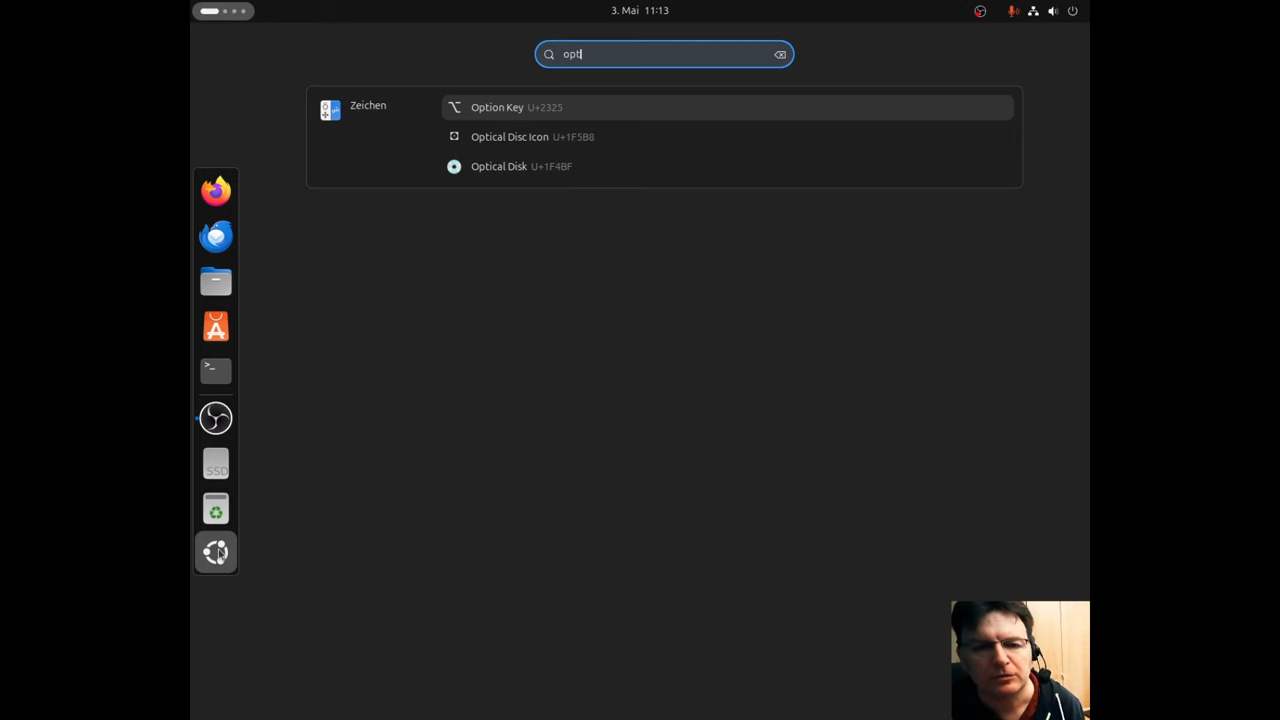 3. Mai 11:13
opt
Zeichen
Option Key U+2325
Optical Disc Icon U+1F5B8
Optical Disk U+1F4BF
>_
SSD